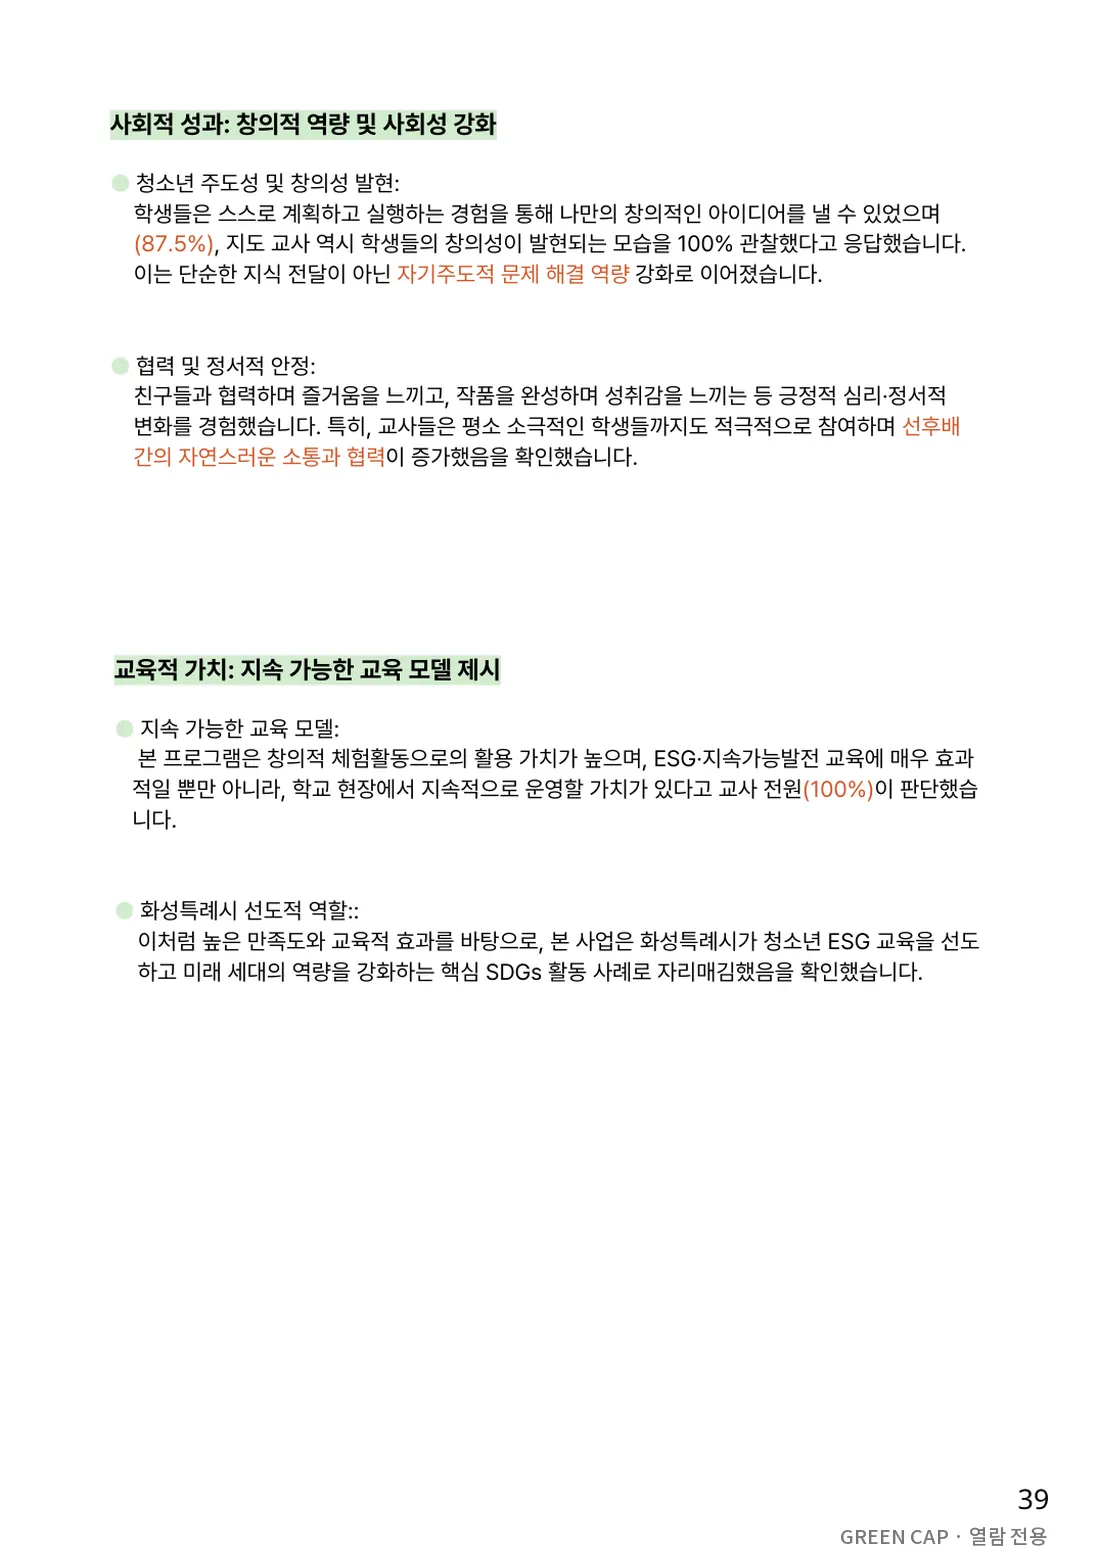 사회적 성과: 창의적 역량 및 사회성 강화
청소년 주도성 및 창의성 발현:
학생들은 스스로 계획하고 실행하는 경험을 통해 나만의 창의적인 아이디어를 낼 수 있었으며
(87.5%), 지도 교사 역시 학생들의 창의성이 발현되는 모습을 100% 관찰했다고 응답했습니다.
이는 단순한 지식 전달이 아닌 자기주도적 문제 해결 역량 강화로 이어졌습니다.
협력 및 정서적 안정:
친구들과 협력하며 즐거움을 느끼고, 작품을 완성하며 성취감을 느끼는 등 긍정적 심리·정서적
변화를 경험했습니다. 특히, 교사들은 평소 소극적인 학생들까지도 적극적으로 참여하며 선후배
간의 자연스러운 소통과 협력이 증가했음을 확인했습니다.
교육적 가치: 지속 가능한 교육 모델 제시
지속 가능한 교육 모델:
본 프로그램은 창의적 체험활동으로의 활용 가치가 높으며, ESG·지속가능발전 교육에 매우 효과
적일 뿐만 아니라, 학교 현장에서 지속적으로 운영할 가치가 있다고 교사 전원(100%)이 판단했습
니다.
화성특례시 선도적 역할::
이처럼 높은 만족도와 교육적 효과를 바탕으로, 본 사업은 화성특례시가 청소년 ESG 교육을 선도
하고 미래 세대의 역량을 강화하는 핵심 SDGs 활동 사례로 자리매김했음을 확인했습니다.
39
GREEN CAP · 열람 전용